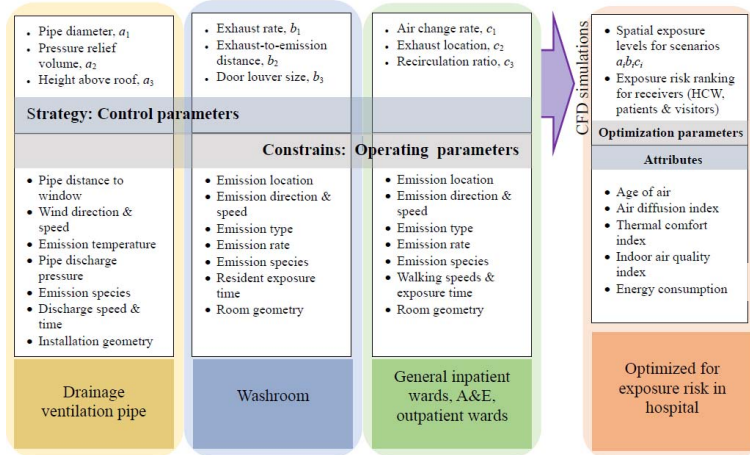 • Pipe diameter, a1
• Pressure relief
volume, a2
• Height above roof, a3
• Exhaust rate, b1
• Exhaust-to-emission
distance, b2
• Door louver size, b3
• Air change rate, c1
• Exhaust location, c2
• Recirculation ratio, c3
Strategy: Control parameters
Constrains: Operating parameters
• Pipe distance to
window
• Wind direction &
speed
• Emission temperature
• Pipe discharge
pressure
• Emission species
• Discharge speed &
time
• Installation geometry
• Emission location
• Emission direction &
speed
• Emission type
• Emission rate
• Emission species
• Resident exposure
time
• Room geometry
• Emission location
• Emission direction &
speed
• Emission type
• Emission rate
• Emission species
• Walking speeds &
exposure time
• Room geometry
Drainage
ventilation pipe
Washroom
General inpatient
wards, A&E,
outpatient wards
CFD simulations
• Spatial exposure
levels for scenarios
aibici
• Exposure risk ranking
for receivers (HCW,
patients & visitors)
Optimization parameters
Attributes
• Age of air
• Air diffusion index
• Thermal comfort
index
• Indoor air quality
index
• Energy consumption
Optimized for
exposure risk in
hospital